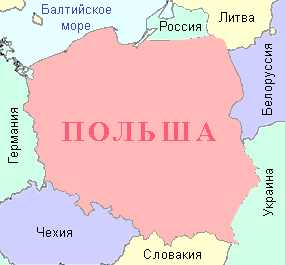 Балтийское
море
Россия
Литва
Белоруссия
Германия
ПОЛЬША
Украина
Чехия
Словакия